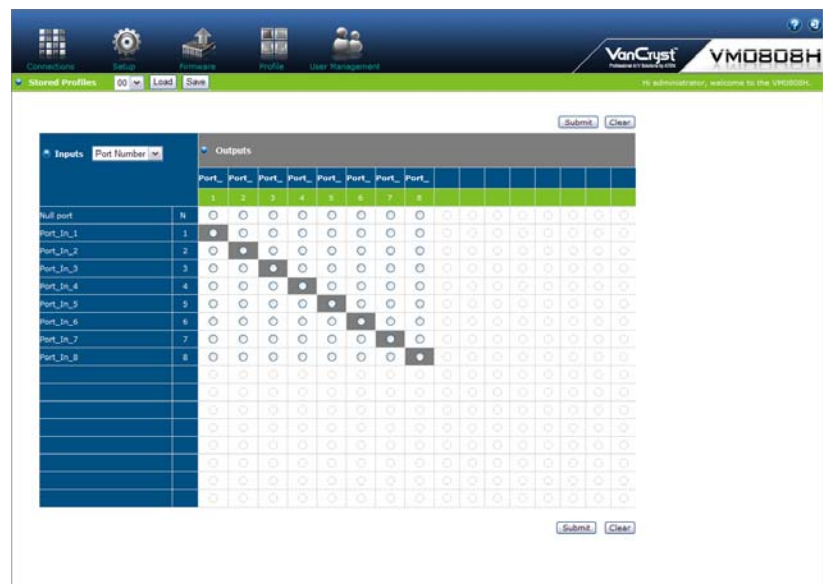 Connections Setup Firmware Profile User Management
VanCryst
VM0808H
Stored Profiles 00 Load Save
Hi administrator, welcome to the VM0808H.
Submit Clear
Inputs Port Number Outputs
Port_ Port_ Port_ Port_ Port_ Port_ Port_ Port_
1 2 3 4 5 6 7 8
Null port N
Port_In_1 1
Port_In_2 2
Port_In_3 3
Port_In_4 4
Port_In_5 5
Port_In_6 6
Port_In_7 7
Port_In_8 8
Submit Clear